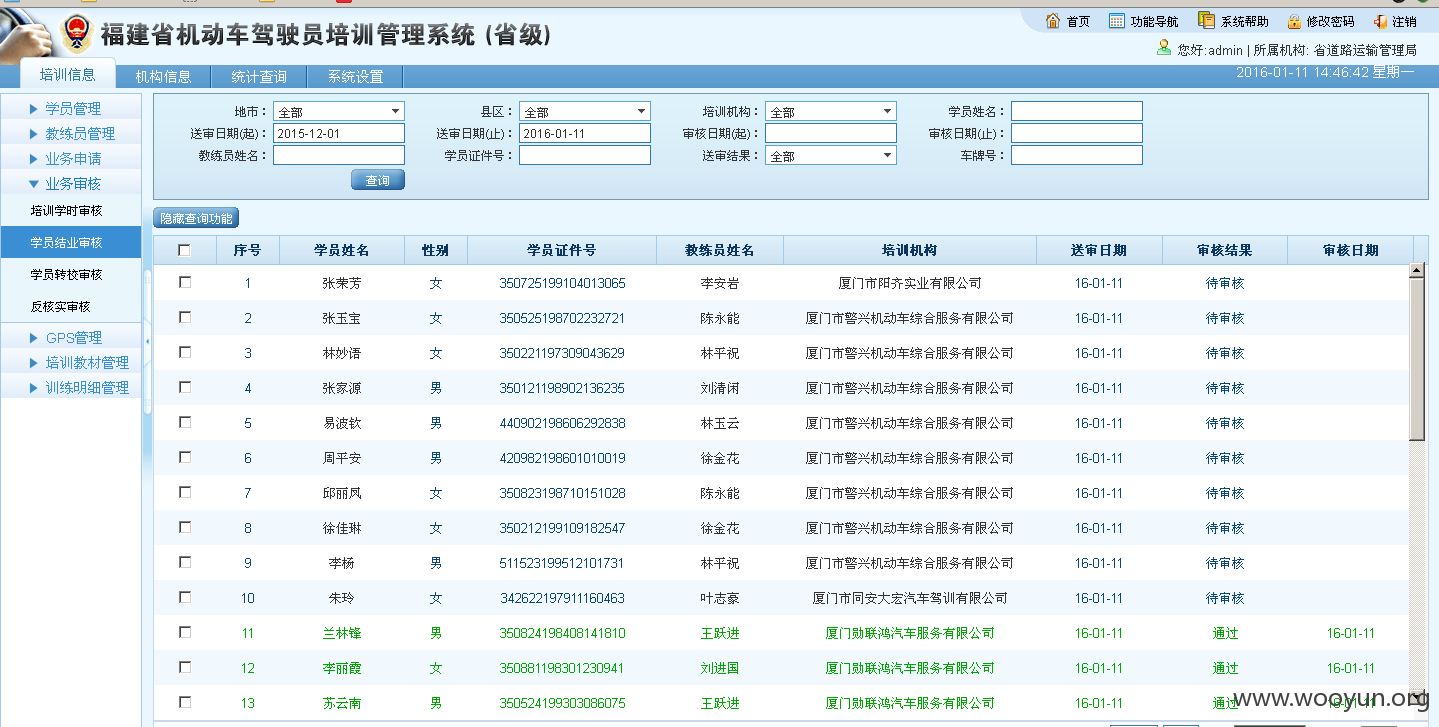 福建省机动车驾驶员培训管理系统 (省级)
首页 功能导航 系统帮助 修改密码 注销
您好:admin | 所属机构: 省道路运输管理局
培训信息 机构信息 统计查询 系统设置 2016-01-11 14:46:42 星期一
学员管理
教练员管理
业务申请
业务审核
培训学时审核
学员结业审核
学员转校审核
反核实审核
GPS管理
培训教材管理
训练明细管理
地市： 全部 县区： 全部 培训机构： 全部 学员姓名：
送审日期(起)： 2015-12-01 送审日期(止)： 2016-01-11 审核日期(起)： 审核日期(止)：
教练员姓名： 学员证件号： 送审结果： 全部 车牌号：
查询
隐藏查询功能
序号 学员姓名 性别 学员证件号 教练员姓名 培训机构 送审日期 审核结果 审核日期
1 张荣芳 女 350725199104013065 李安岩 厦门市阳齐实业有限公司 16-01-11 待审核
2 张玉宝 女 350525198702232721 陈永能 厦门市警兴机动车综合服务有限公司 16-01-11 待审核
3 林妙语 女 350221197309043629 林平祝 厦门市警兴机动车综合服务有限公司 16-01-11 待审核
4 张家源 男 350121198902136235 刘清闲 厦门市警兴机动车综合服务有限公司 16-01-11 待审核
5 易波钦 男 440902198606292838 林玉云 厦门市警兴机动车综合服务有限公司 16-01-11 待审核
6 周平安 男 420982198601010019 徐金花 厦门市警兴机动车综合服务有限公司 16-01-11 待审核
7 邱丽凤 女 350823198710151028 陈永能 厦门市警兴机动车综合服务有限公司 16-01-11 待审核
8 徐佳琳 女 350212199109182547 徐金花 厦门市警兴机动车综合服务有限公司 16-01-11 待审核
9 李杨 男 511523199512101731 林平祝 厦门市警兴机动车综合服务有限公司 16-01-11 待审核
10 朱玲 女 342622197911160463 叶志豪 厦门市同安大宏汽车驾训有限公司 16-01-11 待审核
11 兰林锋 男 350824198408141810 王跃进 厦门勋联鸿汽车服务有限公司 16-01-11 通过 16-01-11
12 李丽霞 女 350881198301230941 刘进国 厦门勋联鸿汽车服务有限公司 16-01-11 通过 16-01-11
13 苏云南 男 350524199303086075 王跃进 厦门勋联鸿汽车服务有限公司 16-01-11 通过 16-01-11
www.wooyun.org